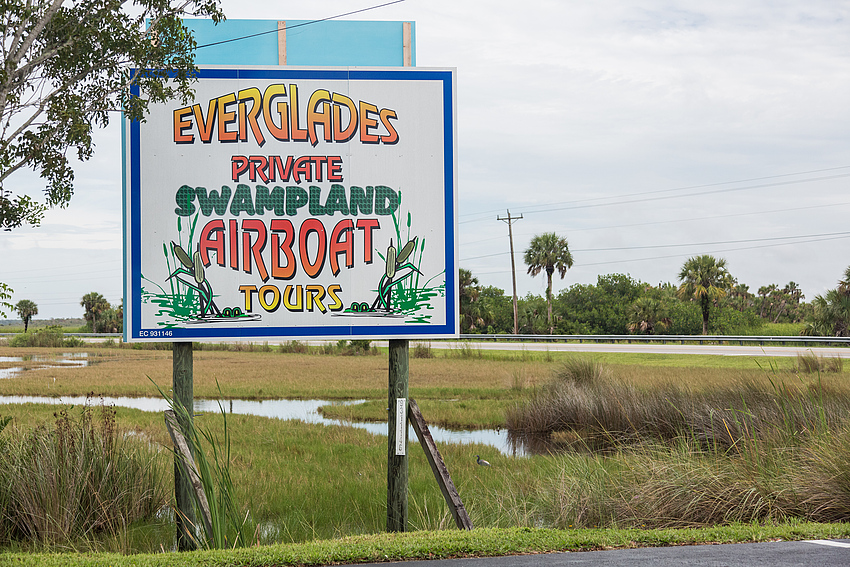 EVERGLADES
PRIVATE
SWAMPLAND
AIRBOAT
TOURS
EC 931146